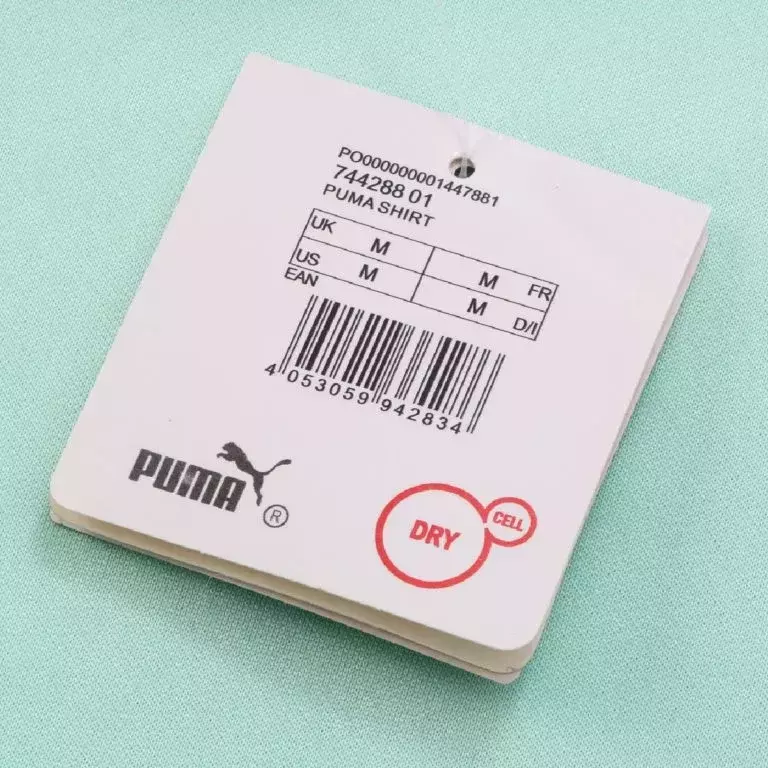 PO000000001447881
744288 01
PUMA SHIRT
UK M M FR
US M M D/I
EAN
4 053059 942834
PUMA ®
DRY CELL